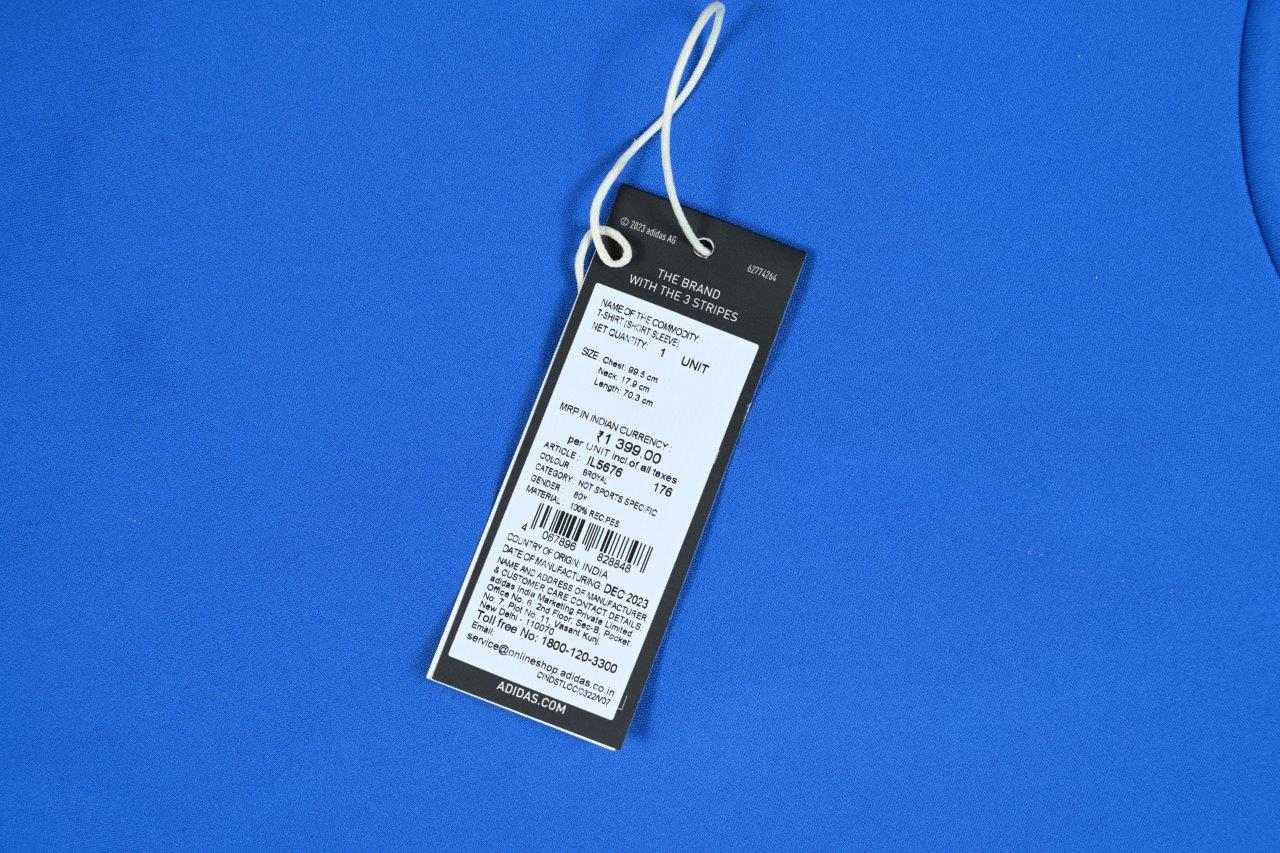 © 2023 adidas AG
62774264
THE BRAND
WITH THE 3 STRIPES
NAME OF THE COMMODITY:
T-SHIRT (SHORT SLEEVE)
NET QUANTITY: 1 UNIT
SIZE: Chest: 99.5 cm
Neck: 17.9 cm
Length: 70.3 cm
MRP IN INDIAN CURRENCY:
₹1 399.00
per UNIT incl of all taxes
ARTICLE: IL5676 176
COLOUR: BROYAL
CATEGORY: NOT SPORTS SPECIFIC
GENDER: BOY
MATERIAL: 100% REC.PES
4 067896 828848
COUNTRY OF ORIGIN: INDIA
DATE OF MANUFACTURING: DEC 2023
NAME AND ADDRESS OF MANUFACTURER
& CUSTOMER CARE CONTACT DETAILS:
adidas India Marketing Private Limited
Office No. 6, 2nd Floor, Sec-B, Pocket
No. 7, Plot No. 11, Vasant Kunj,
New Delhi - 110070
Toll free No: 1800-120-3300
Email:
service@onlineshop.adidas.co.in
CINDSTLOC/0322/V07
ADIDAS.COM